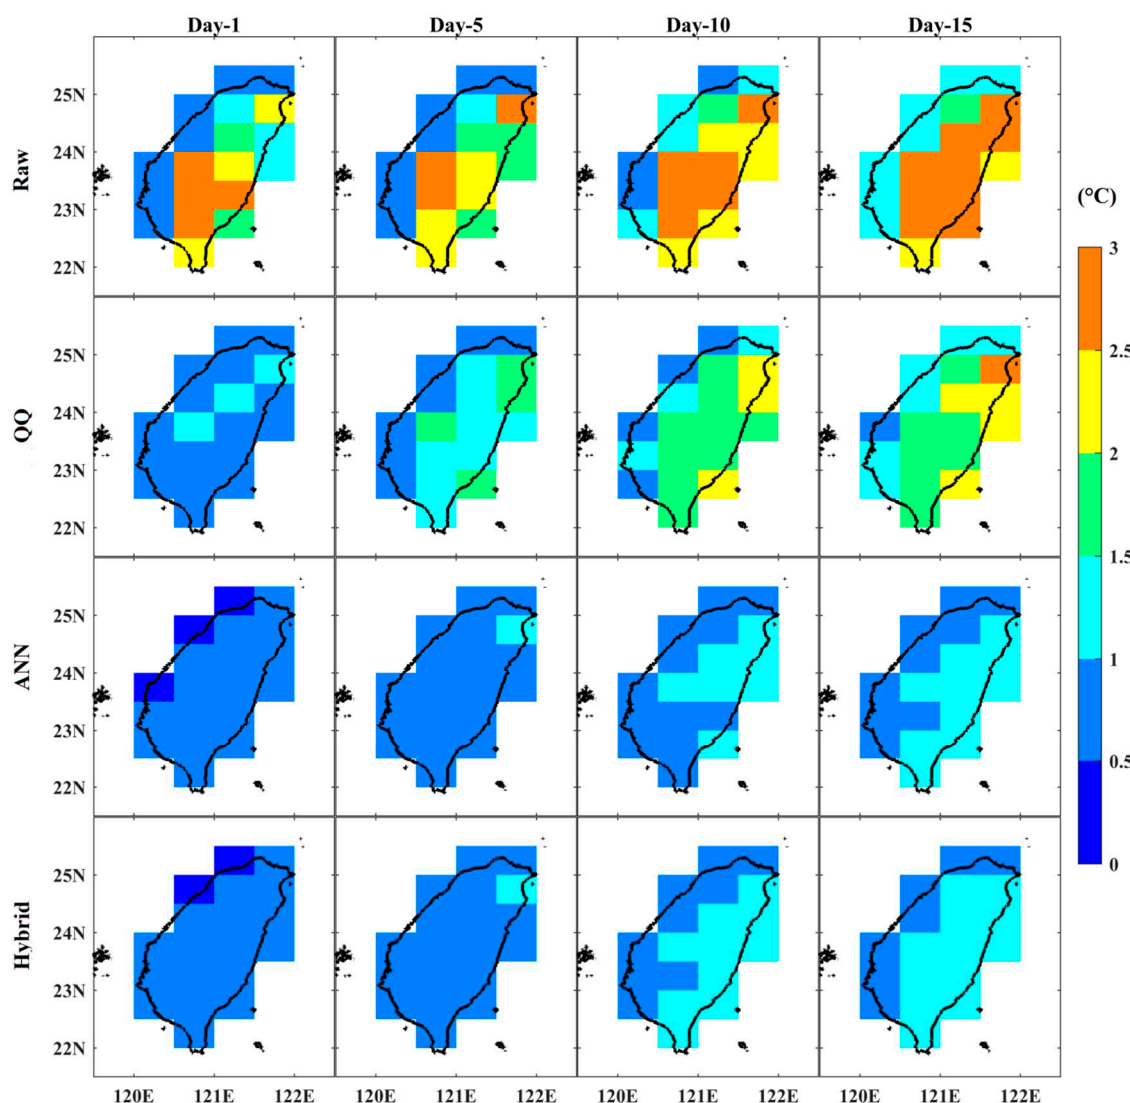 Day-1 Day-5 Day-10 Day-15
Raw
25N
24N
23N
22N
(°C)
3
2.5
2
1.5
1
0.5
0
QQ
25N
24N
23N
22N
ANN
25N
24N
23N
22N
Hybrid
25N
24N
23N
22N
120E 121E 122E 120E 121E 122E 120E 121E 122E 120E 121E 122E